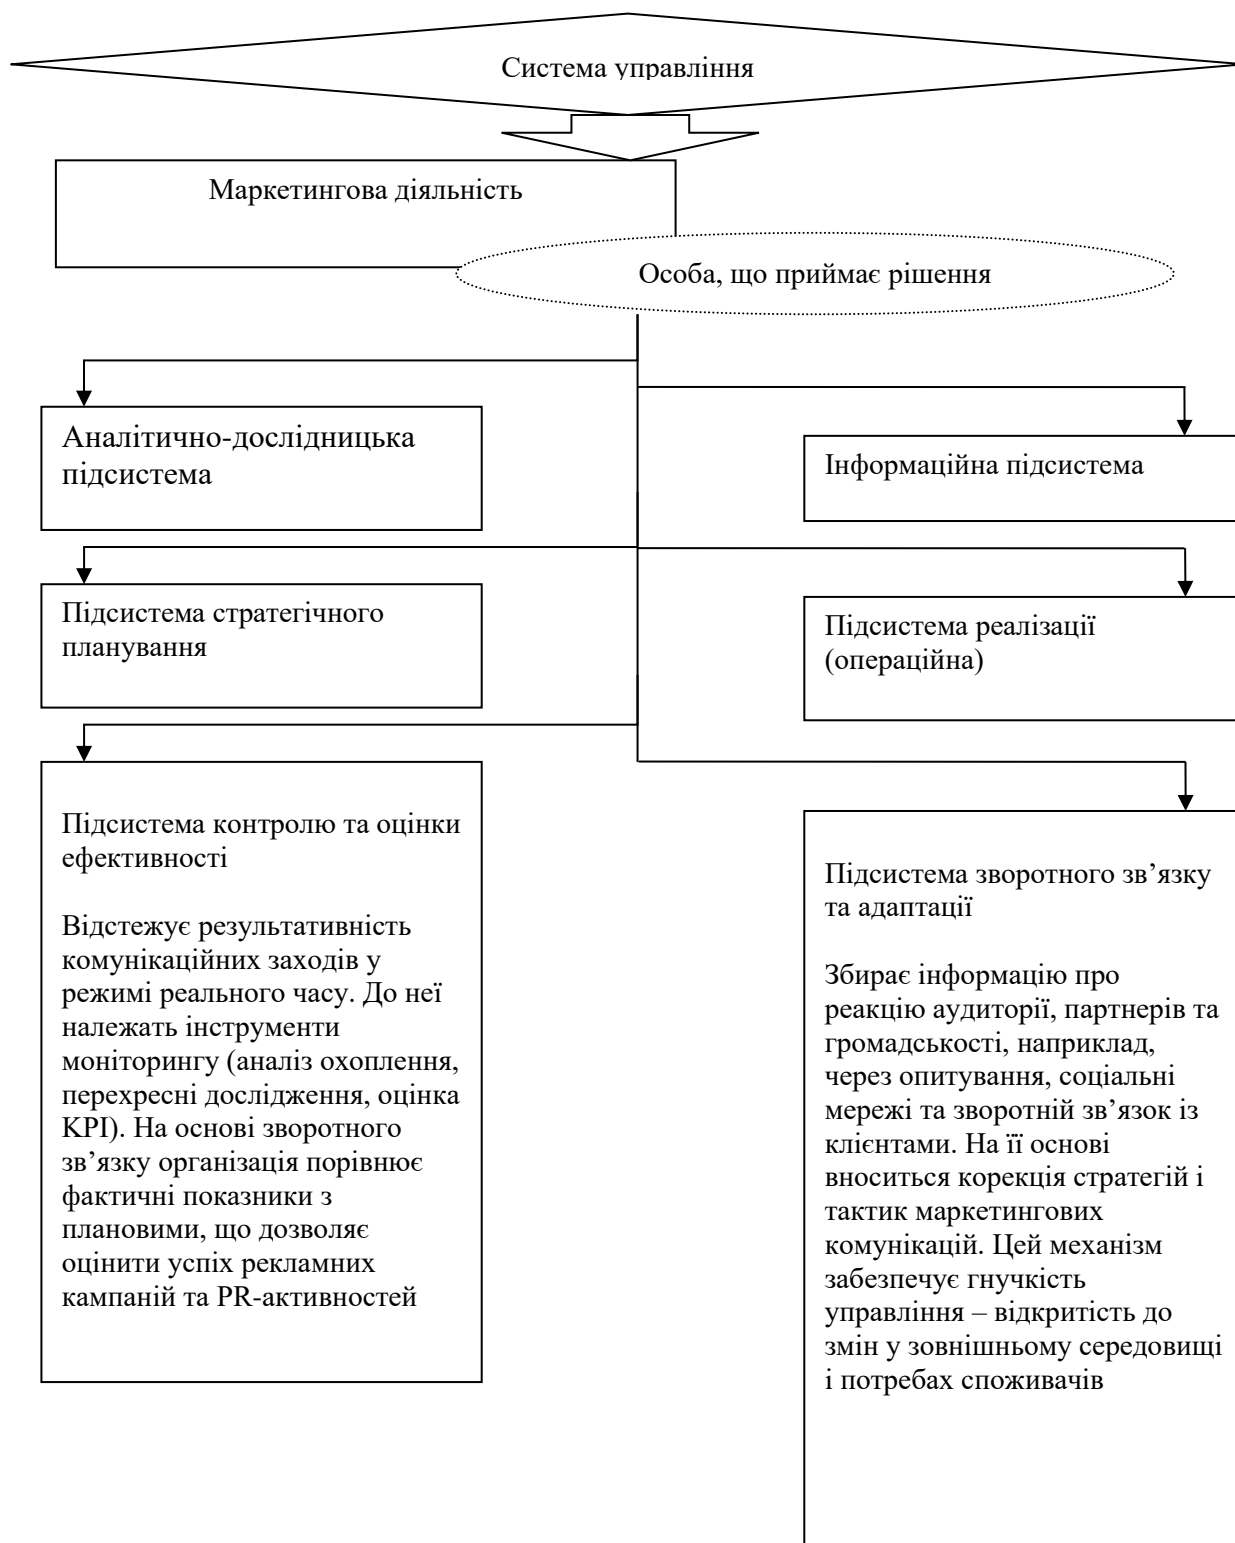 Система управління
Маркетингова діяльність
Особа, що приймає рішення
Аналітично-дослідницька
підсистема
Інформаційна підсистема
Підсистема стратегічного
планування
Підсистема реалізації
(операційна)
Підсистема контролю та оцінки
ефективності
Відстежує результативність
комунікаційних заходів у
режимі реального часу. До неї
належать інструменти
моніторингу (аналіз охоплення,
перехресні дослідження, оцінка
KPI). На основі зворотного
зв’язку організація порівнює
фактичні показники з
плановими, що дозволяє
оцінити успіх рекламних
кампаній та PR-активностей
Підсистема зворотного зв’язку
та адаптації
Збирає інформацію про
реакцію аудиторії, партнерів та
громадськості, наприклад,
через опитування, соціальні
мережі та зворотній зв’язок із
клієнтами. На її основі
вноситься корекція стратегій і
тактик маркетингових
комунікацій. Цей механізм
забезпечує гнучкість
управління – відкритість до
змін у зовнішньому середовищі
і потребах споживачів